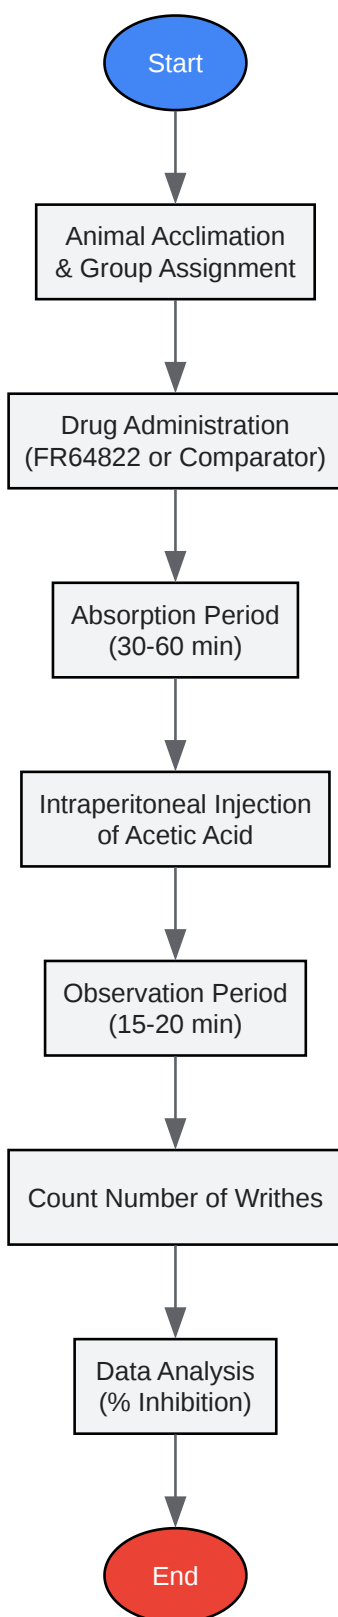 Start
Animal Acclimation
& Group Assignment
Drug Administration
(FR64822 or Comparator)
Absorption Period
(30-60 min)
Intraperitoneal Injection
of Acetic Acid
Observation Period
(15-20 min)
Count Number of Writhes
Data Analysis
(% Inhibition)
End